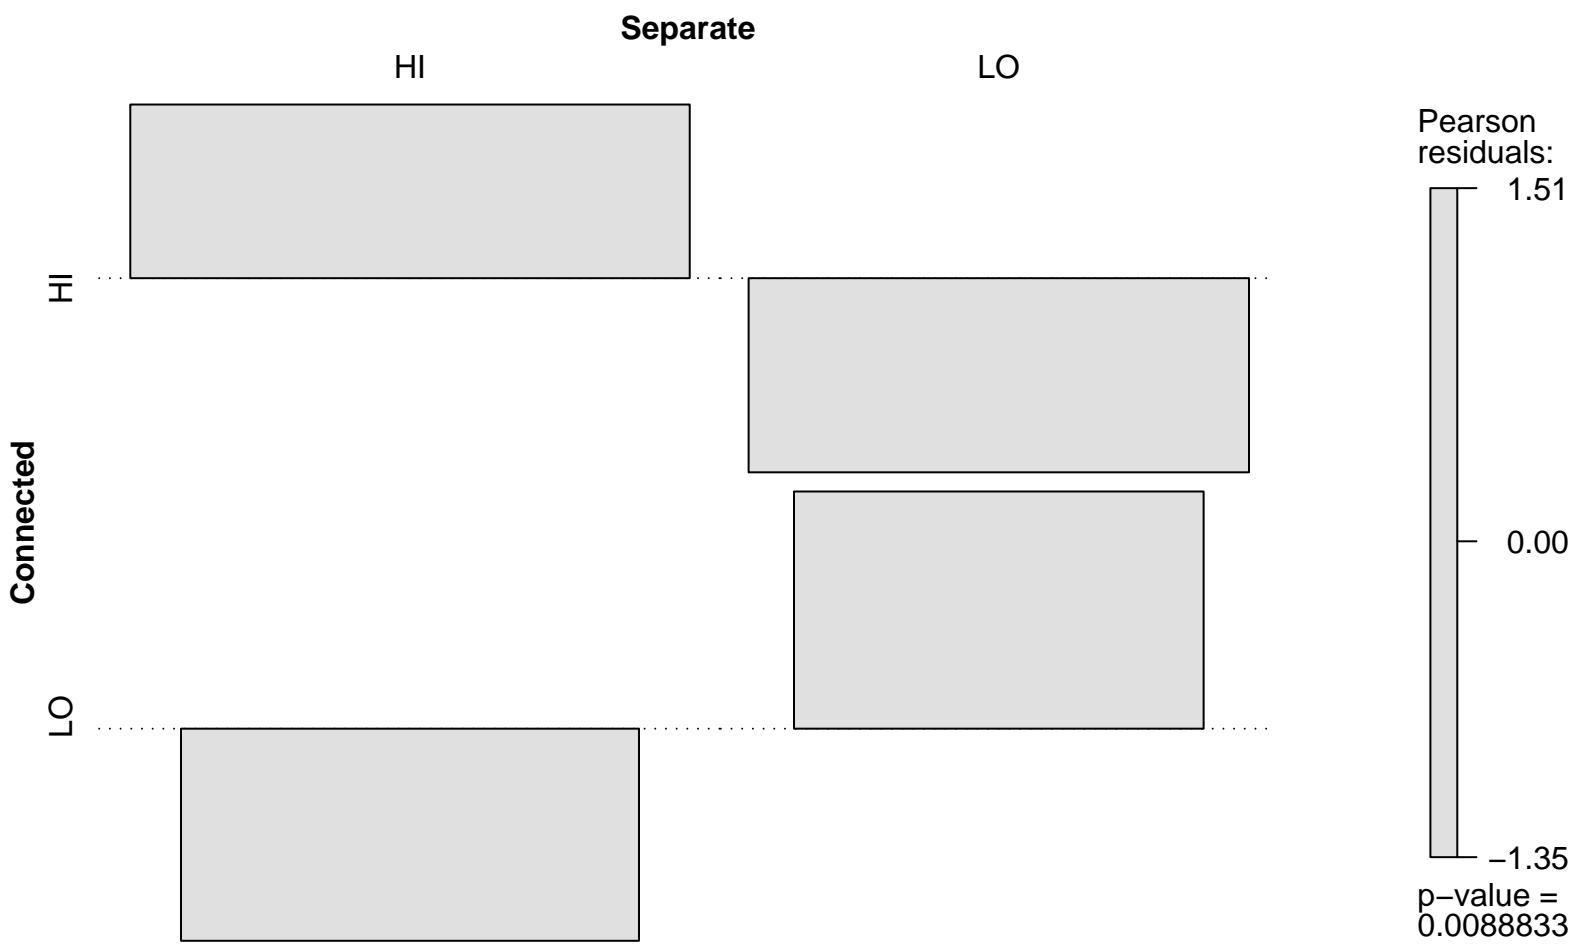 Separate
HI
LO
Pearson
residuals:
1.51
HI
Connected
0.00
LO
−1.35
p−value =
0.0088833